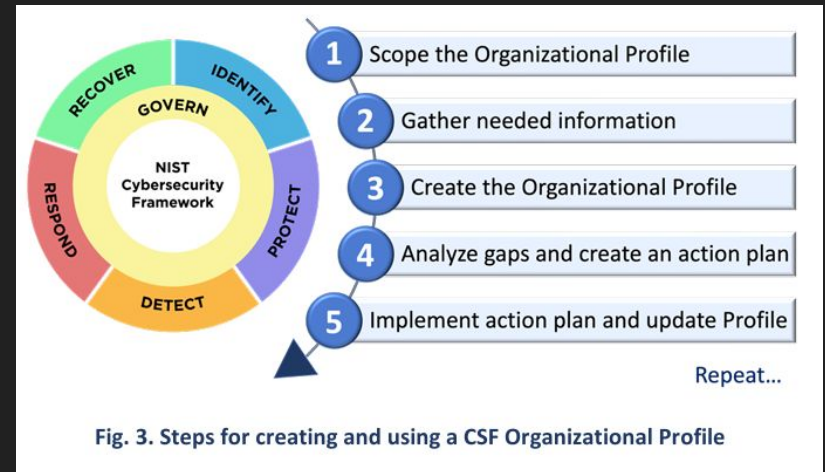 RECOVER
IDENTIFY
GOVERN
NIST
Cybersecurity
Framework
RESPOND
PROTECT
DETECT
1 Scope the Organizational Profile
2 Gather needed information
3 Create the Organizational Profile
4 Analyze gaps and create an action plan
5 Implement action plan and update Profile
Repeat...
Fig. 3. Steps for creating and using a CSF Organizational Profile